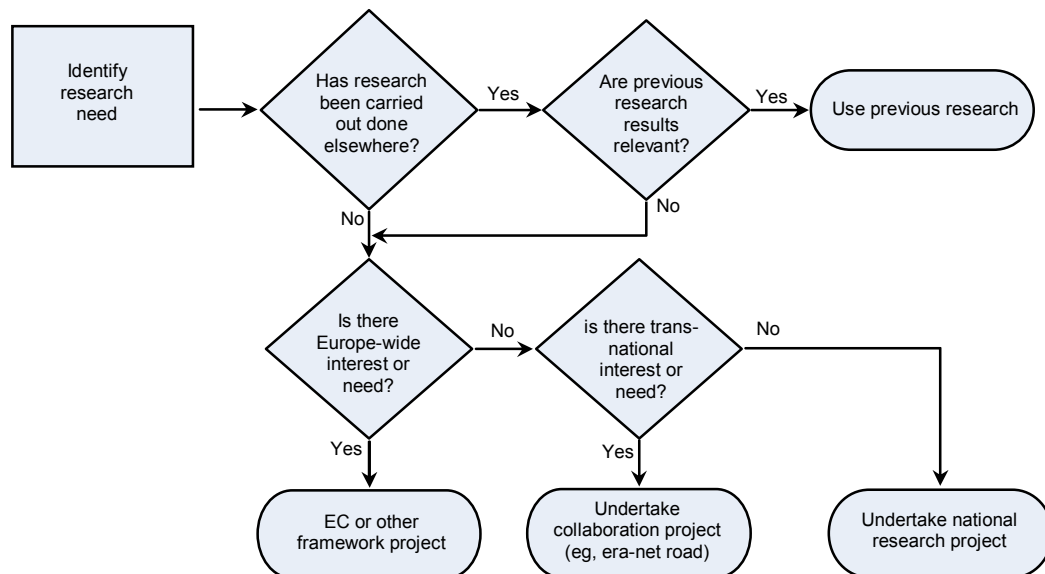 Identify
research
need
Has research
been carried
out done
elsewhere?
Yes
Are previous
research
results
relevant?
Yes
Use previous research
No
No
Is there
Europe-wide
interest or
need?
No
is there trans-
national
interest or
need?
No
Yes
Yes
EC or other
framework project
Undertake
collaboration project
(eg, era-net road)
Undertake national
research project